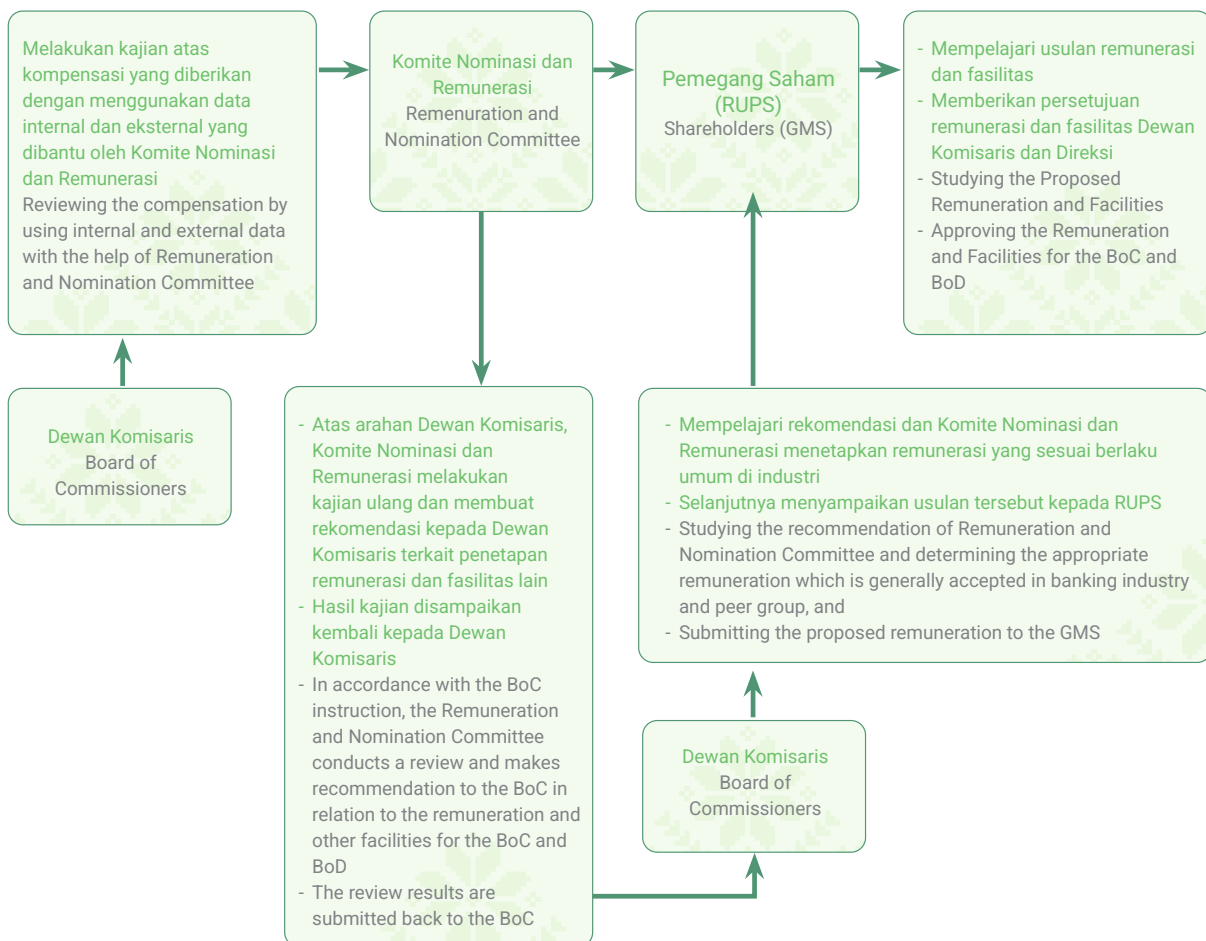 Melakukan kajian atas
kompensasi yang diberikan
dengan menggunakan data
internal dan eksternal yang
dibantu oleh Komite Nominasi
dan Remunerasi
Reviewing the compensation by
using internal and external data
with the help of Remuneration
and Nomination Committee
Komite Nominasi dan
Remunerasi
Remenuration and
Nomination Committee
Pemegang Saham
(RUPS)
Shareholders (GMS)
- Mempelajari usulan remunerasi
dan fasilitas
- Memberikan persetujuan
remunerasi dan fasilitas Dewan
Komisaris dan Direksi
- Studying the Proposed
Remuneration and Facilities
- Approving the Remuneration
and Facilities for the BoC and
BoD
Dewan Komisaris
Board of
Commissioners
- Atas arahan Dewan Komisaris,
Komite Nominasi dan
Remunerasi melakukan
kajian ulang dan membuat
rekomendasi kepada Dewan
Komisaris terkait penetapan
remunerasi dan fasilitas lain
- Hasil kajian disampaikan
kembali kepada Dewan
Komisaris
- In accordance with the BoC
instruction, the Remuneration
and Nomination Committee
conducts a review and makes
recommendation to the BoC in
relation to the remuneration and
other facilities for the BoC and
BoD
- The review results are
submitted back to the BoC
- Mempelajari rekomendasi dan Komite Nominasi dan
Remunerasi menetapkan remunerasi yang sesuai berlaku
umum di industri
- Selanjutnya menyampaikan usulan tersebut kepada RUPS
- Studying the recommendation of Remuneration and
Nomination Committee and determining the appropriate
remuneration which is generally accepted in banking industry
and peer group, and
- Submitting the proposed remuneration to the GMS
Dewan Komisaris
Board of
Commissioners